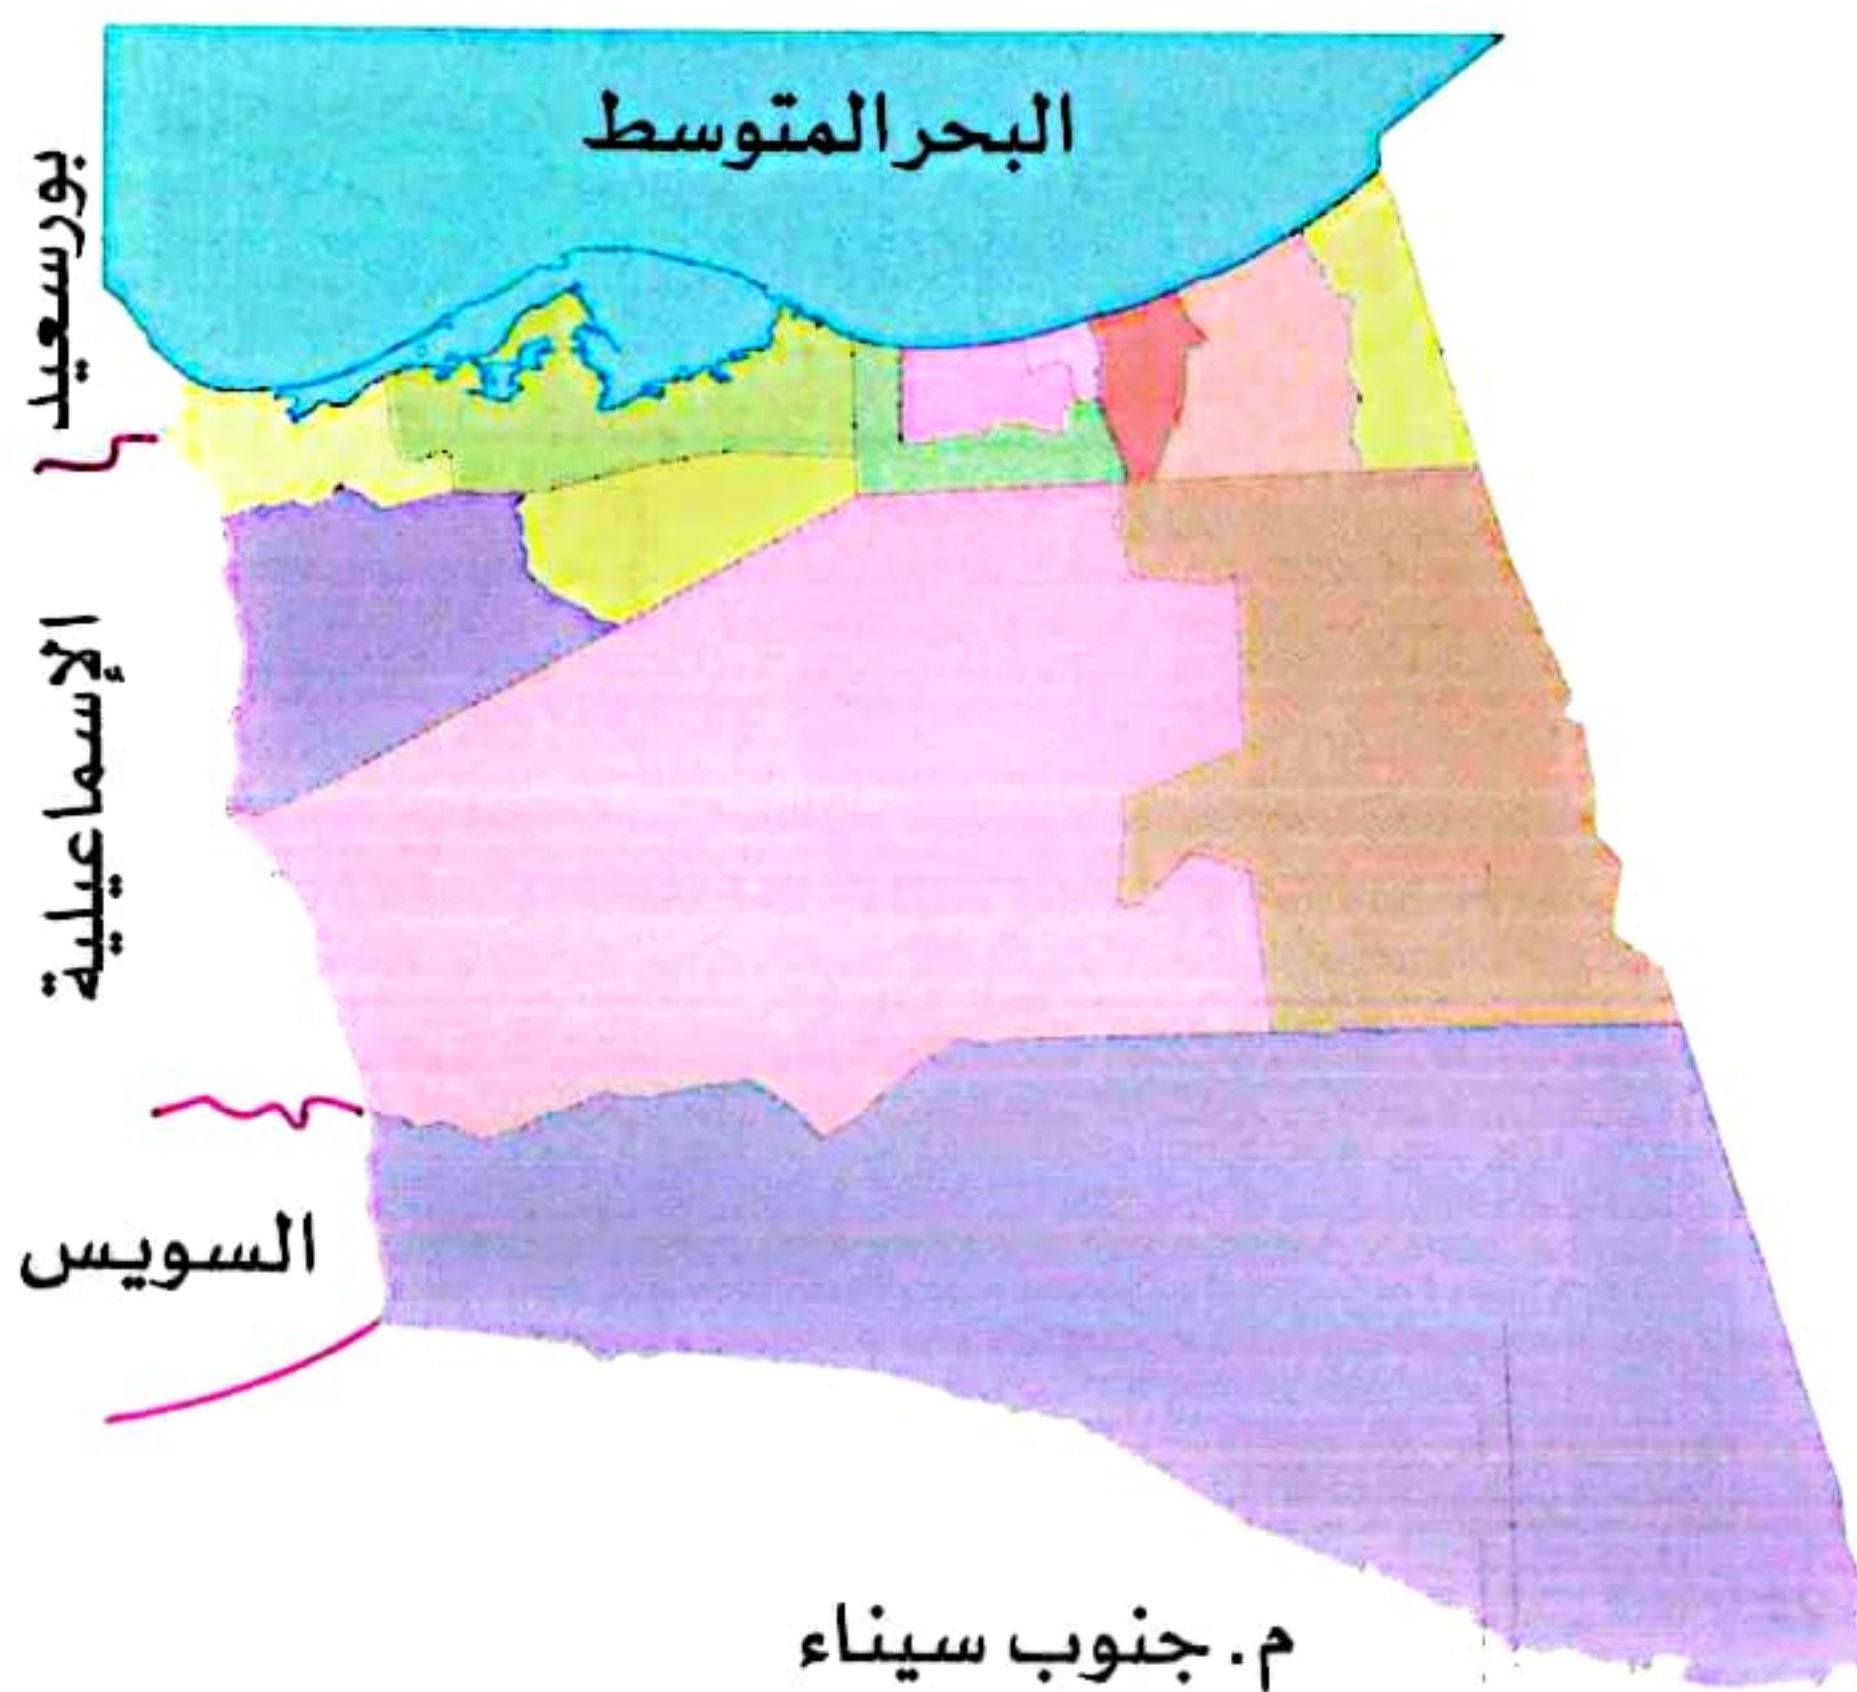 البحر المتوسط
بورسعيد
الإسماعيلية
السويس
م. جنوب سيناء